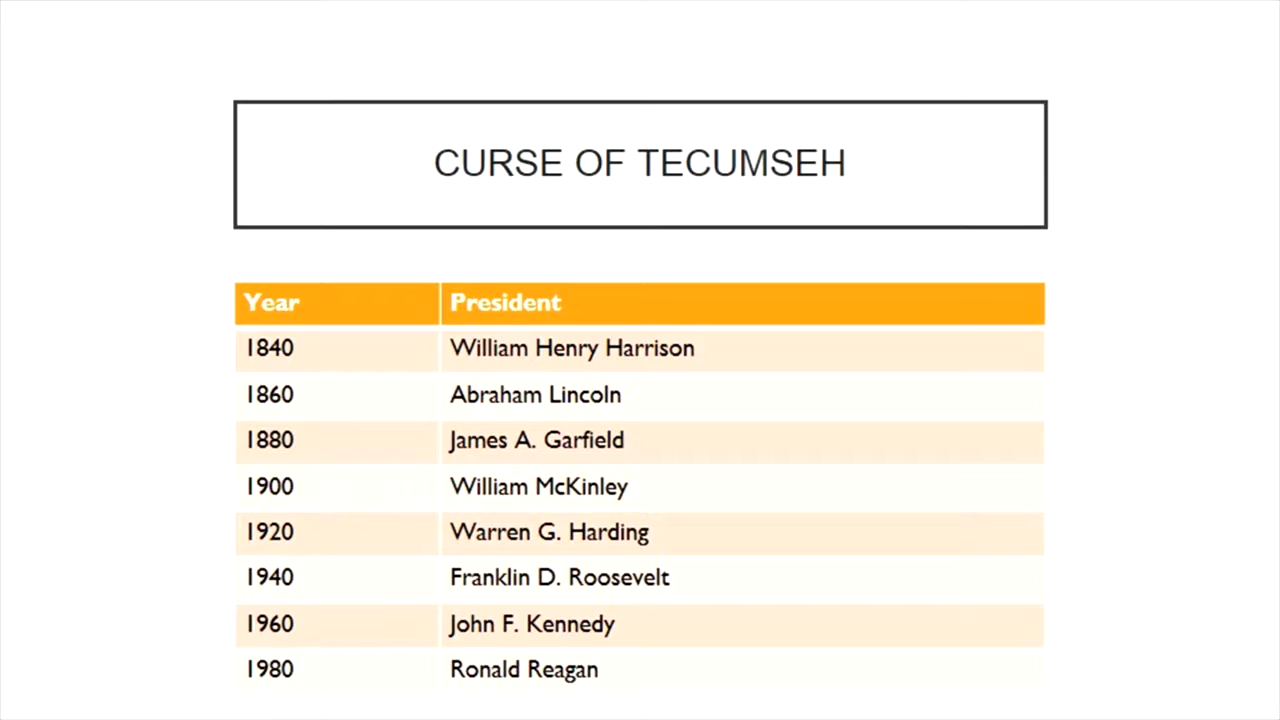 CURSE OF TECUMSEH
Year President
1840 William Henry Harrison
1860 Abraham Lincoln
1880 James A. Garfield
1900 William McKinley
1920 Warren G. Harding
1940 Franklin D. Roosevelt
1960 John F. Kennedy
1980 Ronald Reagan